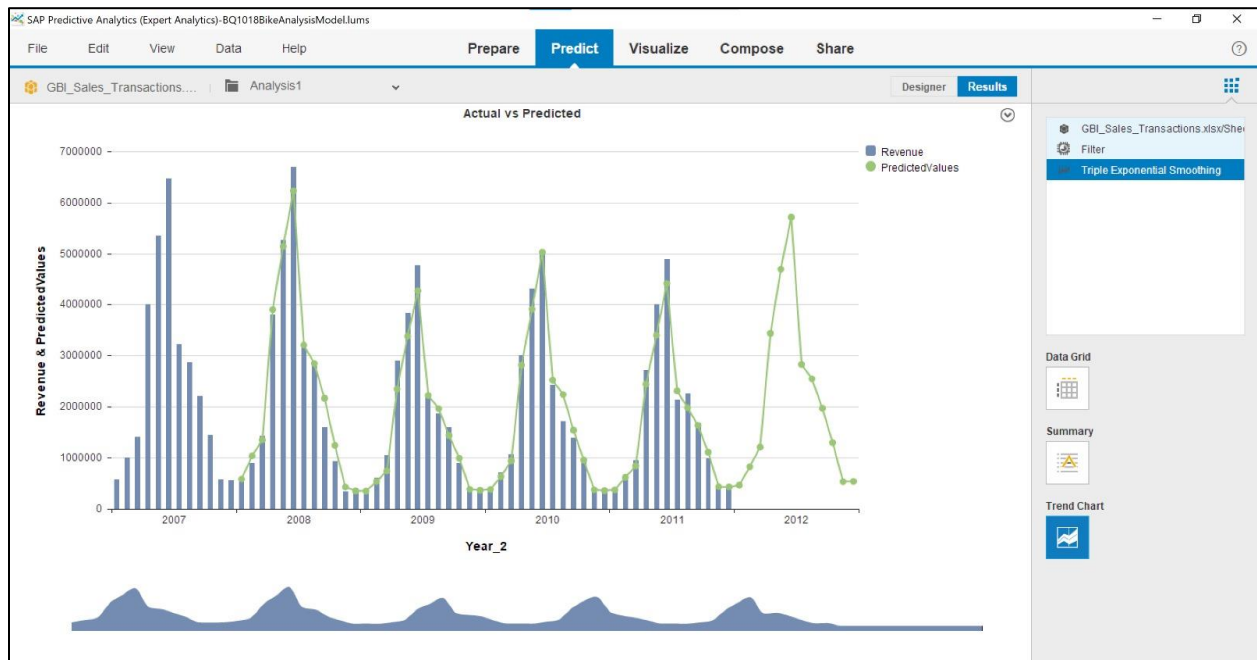 SAP Predictive Analytics (Expert Analytics)-BQ1018BikeAnalysisModel.lums
File Edit View Data Help Prepare Predict Visualize Compose Share
GBI_Sales_Transactions.... Analysis1 Designer Results
Actual vs Predicted
Revenue
PredictedValues
7000000
6000000
5000000
4000000
3000000
2000000
1000000
0
Revenue & PredictedValues
2007 2008 2009 2010 2011 2012
Year_2
GBI_Sales_Transactions.xlsx/She
Filter
Triple Exponential Smoothing
Data Grid
Summary
Trend Chart